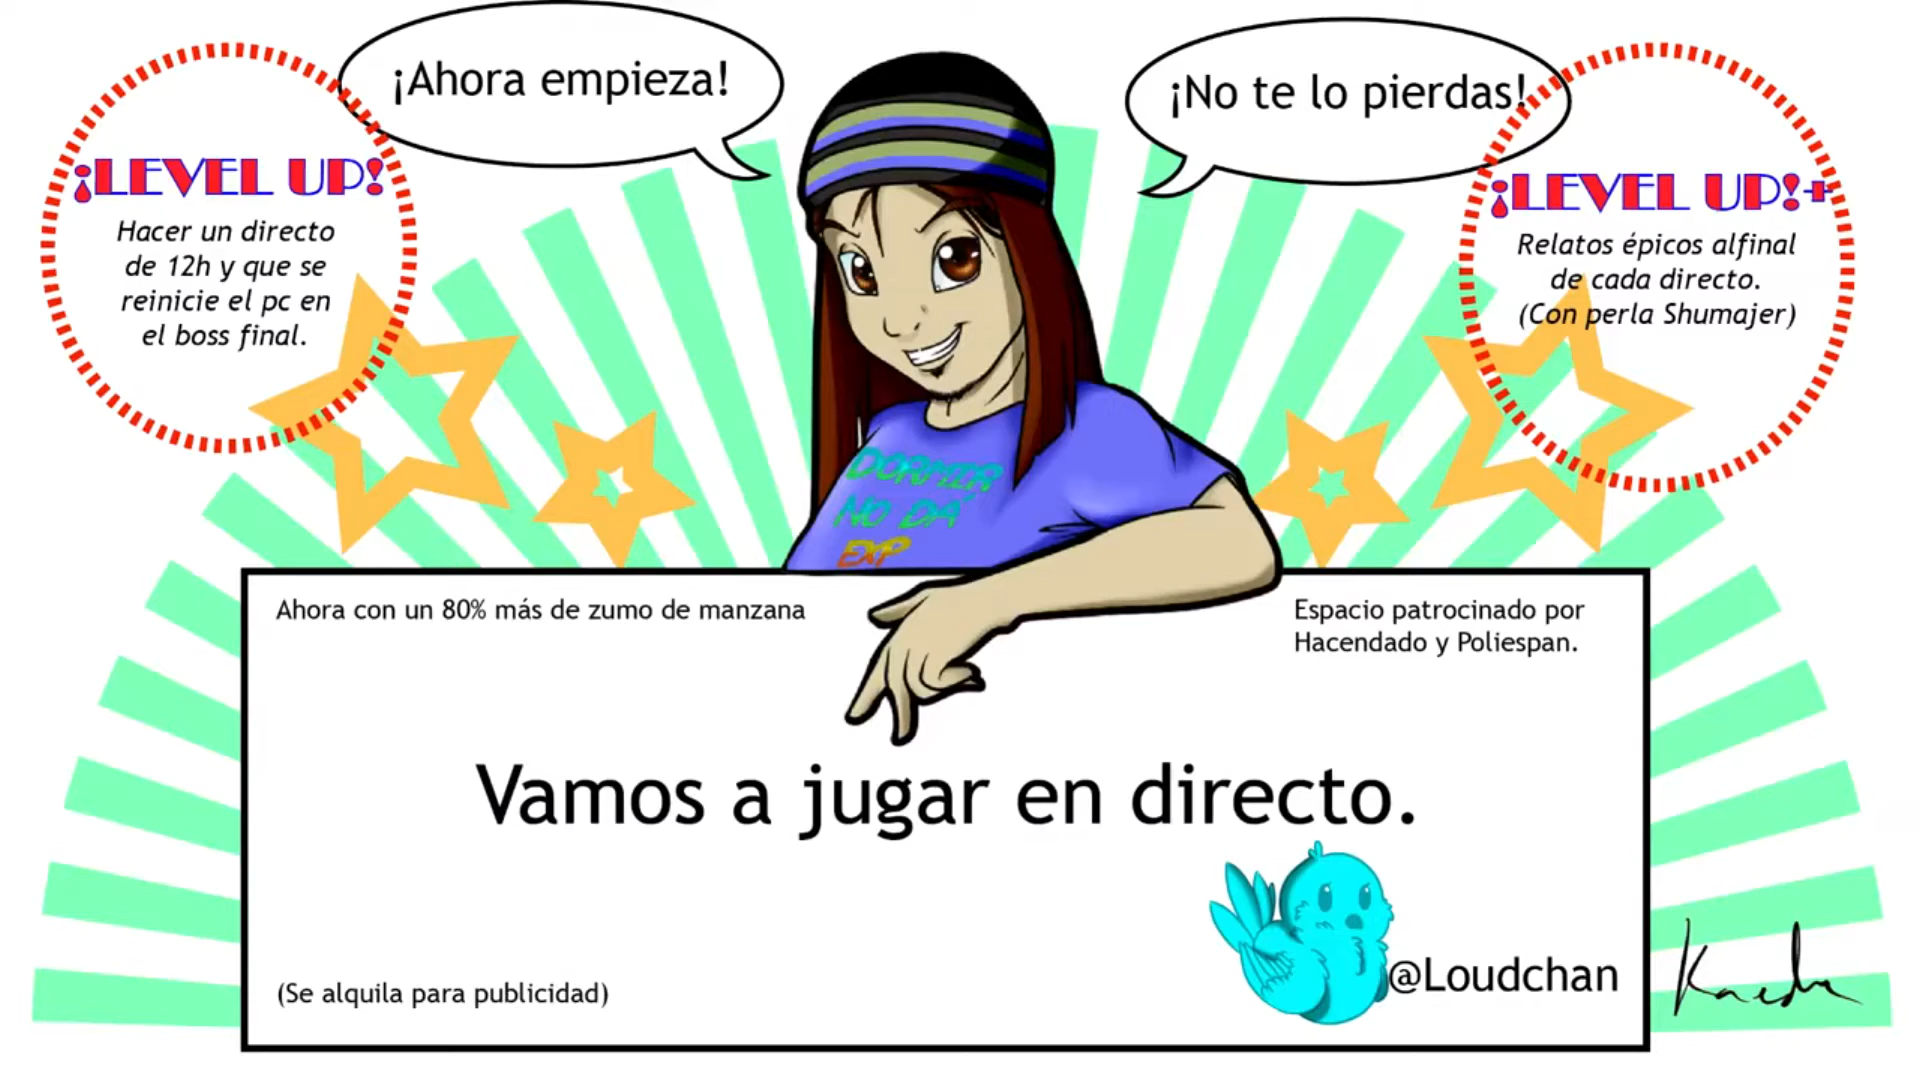 ¡Ahora empieza!
¡No te lo pierdas!
¡LEVEL UP!
Hacer un directo
de 12h y que se
reinicie el pc en
el boss final.
¡LEVEL UP!+
Relatos épicos alfinal
de cada directo.
(Con perla Shumajer)
DORMIR
NO DA
EXP
Ahora con un 80% más de zumo de manzana
Espacio patrocinado por
Hacendado y Poliespan.
Vamos a jugar en directo.
@Loudchan
(Se alquila para publicidad)